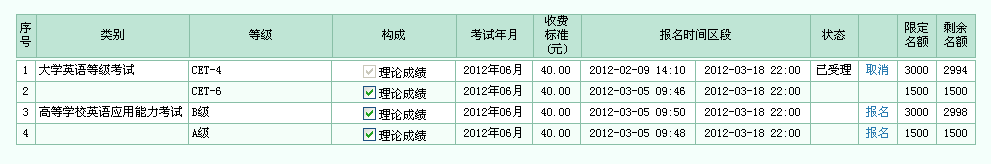 序号 类别 等级 构成 考试年月 收费标准(元) 报名时间区段 状态 限定名额 剩余名额
1 大学英语等级考试 CET-4 理论成绩 2012年06月 40.00 2012-02-09 14:10 2012-03-18 22:00 已受理 取消 3000 2994
2 CET-6 理论成绩 2012年06月 40.00 2012-03-05 09:46 2012-03-18 22:00 1500 1500
3 高等学校英语应用能力考试 B级 理论成绩 2012年06月 40.00 2012-03-05 09:50 2012-03-18 22:00 报名 3000 2998
4 A级 理论成绩 2012年06月 40.00 2012-03-05 09:48 2012-03-18 22:00 报名 1500 1500